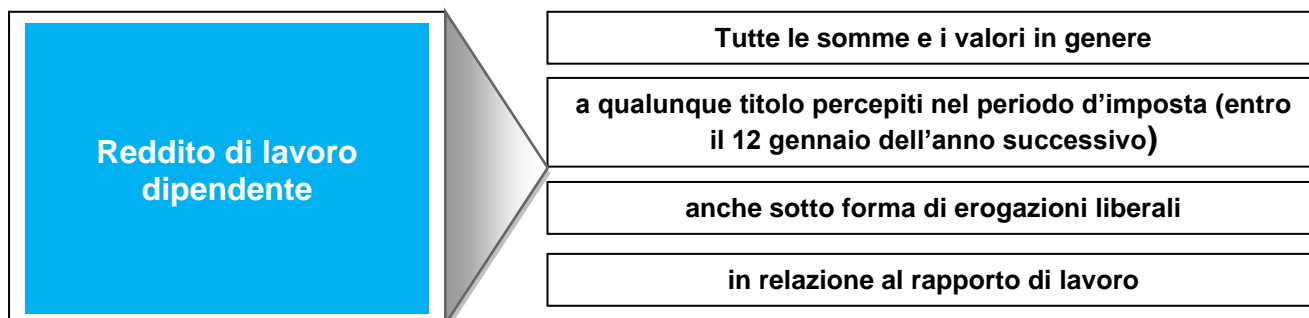 Reddito di lavoro
dipendente
Tutte le somme e i valori in genere
a qualunque titolo percepiti nel periodo d’imposta (entro
il 12 gennaio dell’anno successivo)
anche sotto forma di erogazioni liberali
in relazione al rapporto di lavoro